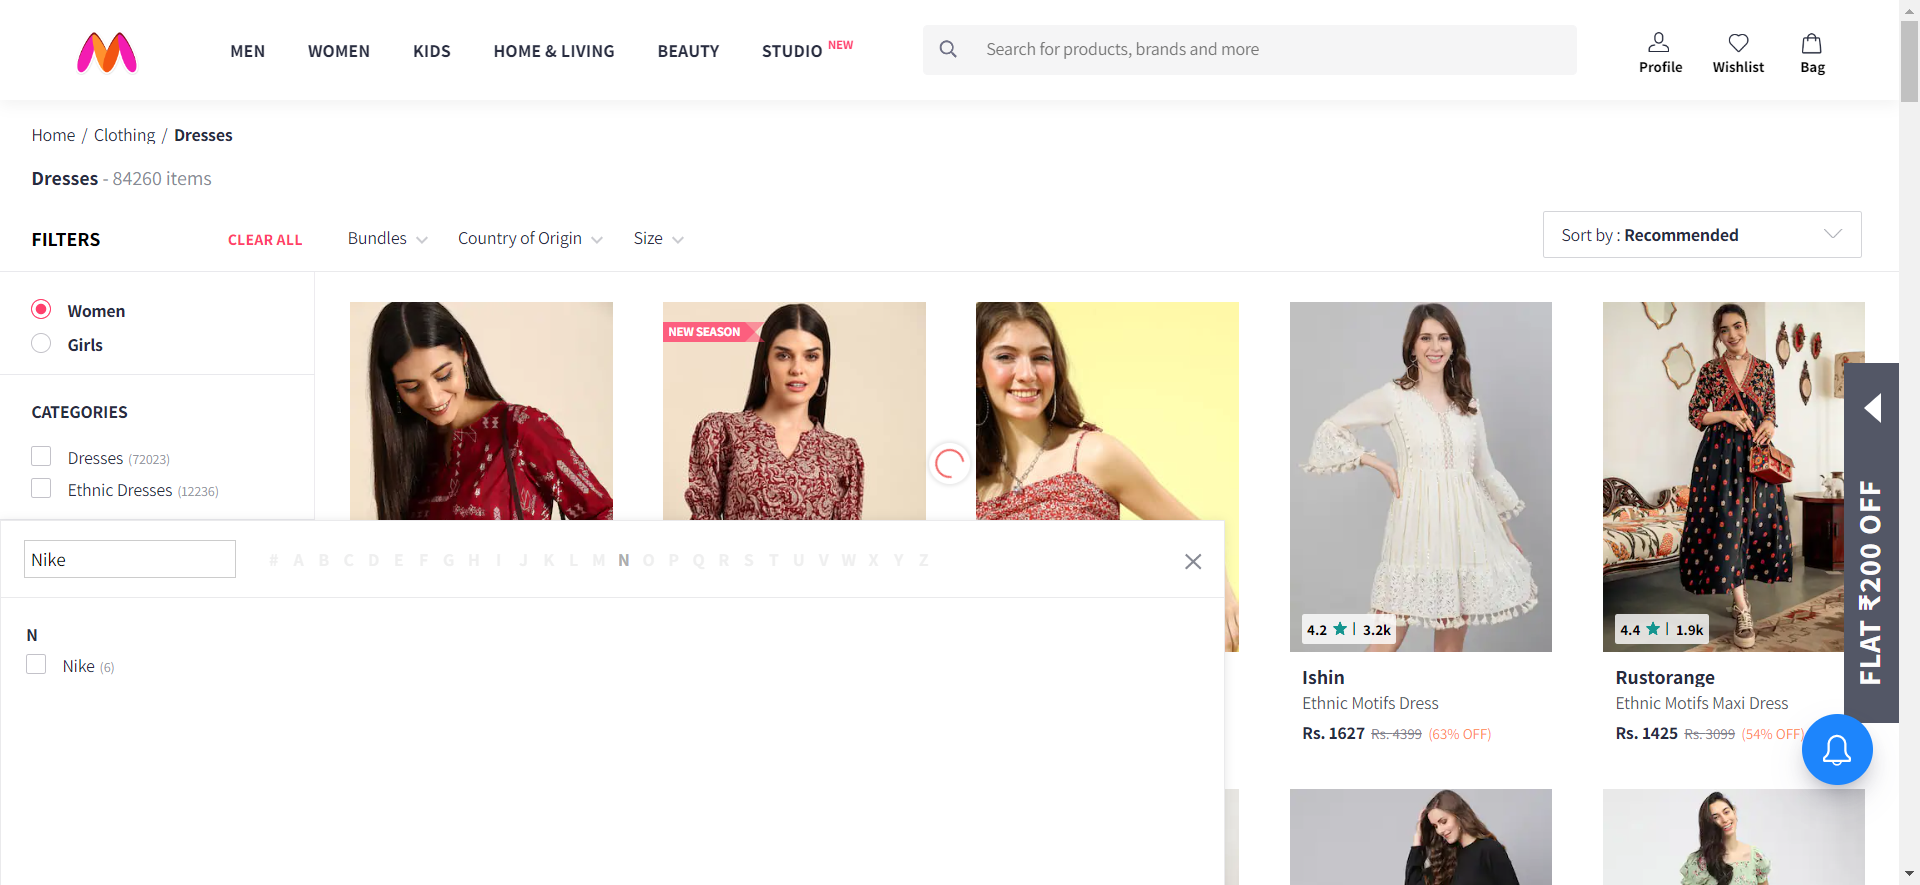 MEN WOMEN KIDS HOME & LIVING BEAUTY STUDIO NEW Search for products, brands and more Profile Wishlist Bag
Home / Clothing / Dresses
Dresses - 84260 items
FILTERS CLEAR ALL Bundles Country of Origin Size Sort by : Recommended
Women
Girls
CATEGORIES
Dresses (72023)
Ethnic Dresses (12236)
NEW SEASON
Nike # A B C D E F G H I J K L M N O P Q R S T U V W X Y Z
N
Nike (6)
4.2 | 3.2k
Ishin
Ethnic Motifs Dress
Rs. 1627 Rs. 4399 (63% OFF)
4.4 | 1.9k
Rustorange
Ethnic Motifs Maxi Dress
Rs. 1425 Rs. 3099 (54% OFF)
FLAT ₹200 OFF